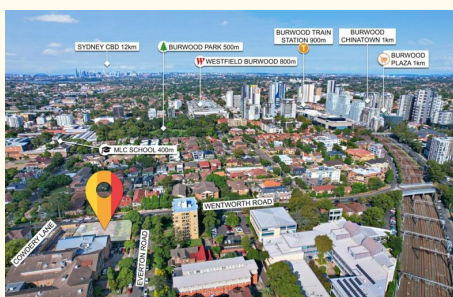 BURWOOD TRAIN
STATION 900m
BURWOOD
CHINATOWN 1km
SYDNEY CBD 12km
BURWOOD PARK 500m
WESTFIELD BURWOOD 800m
BURWOOD
PLAZA 1km
MLC SCHOOL 400m
WENTWORTH ROAD
COWDERY LANE
EVERTON ROAD